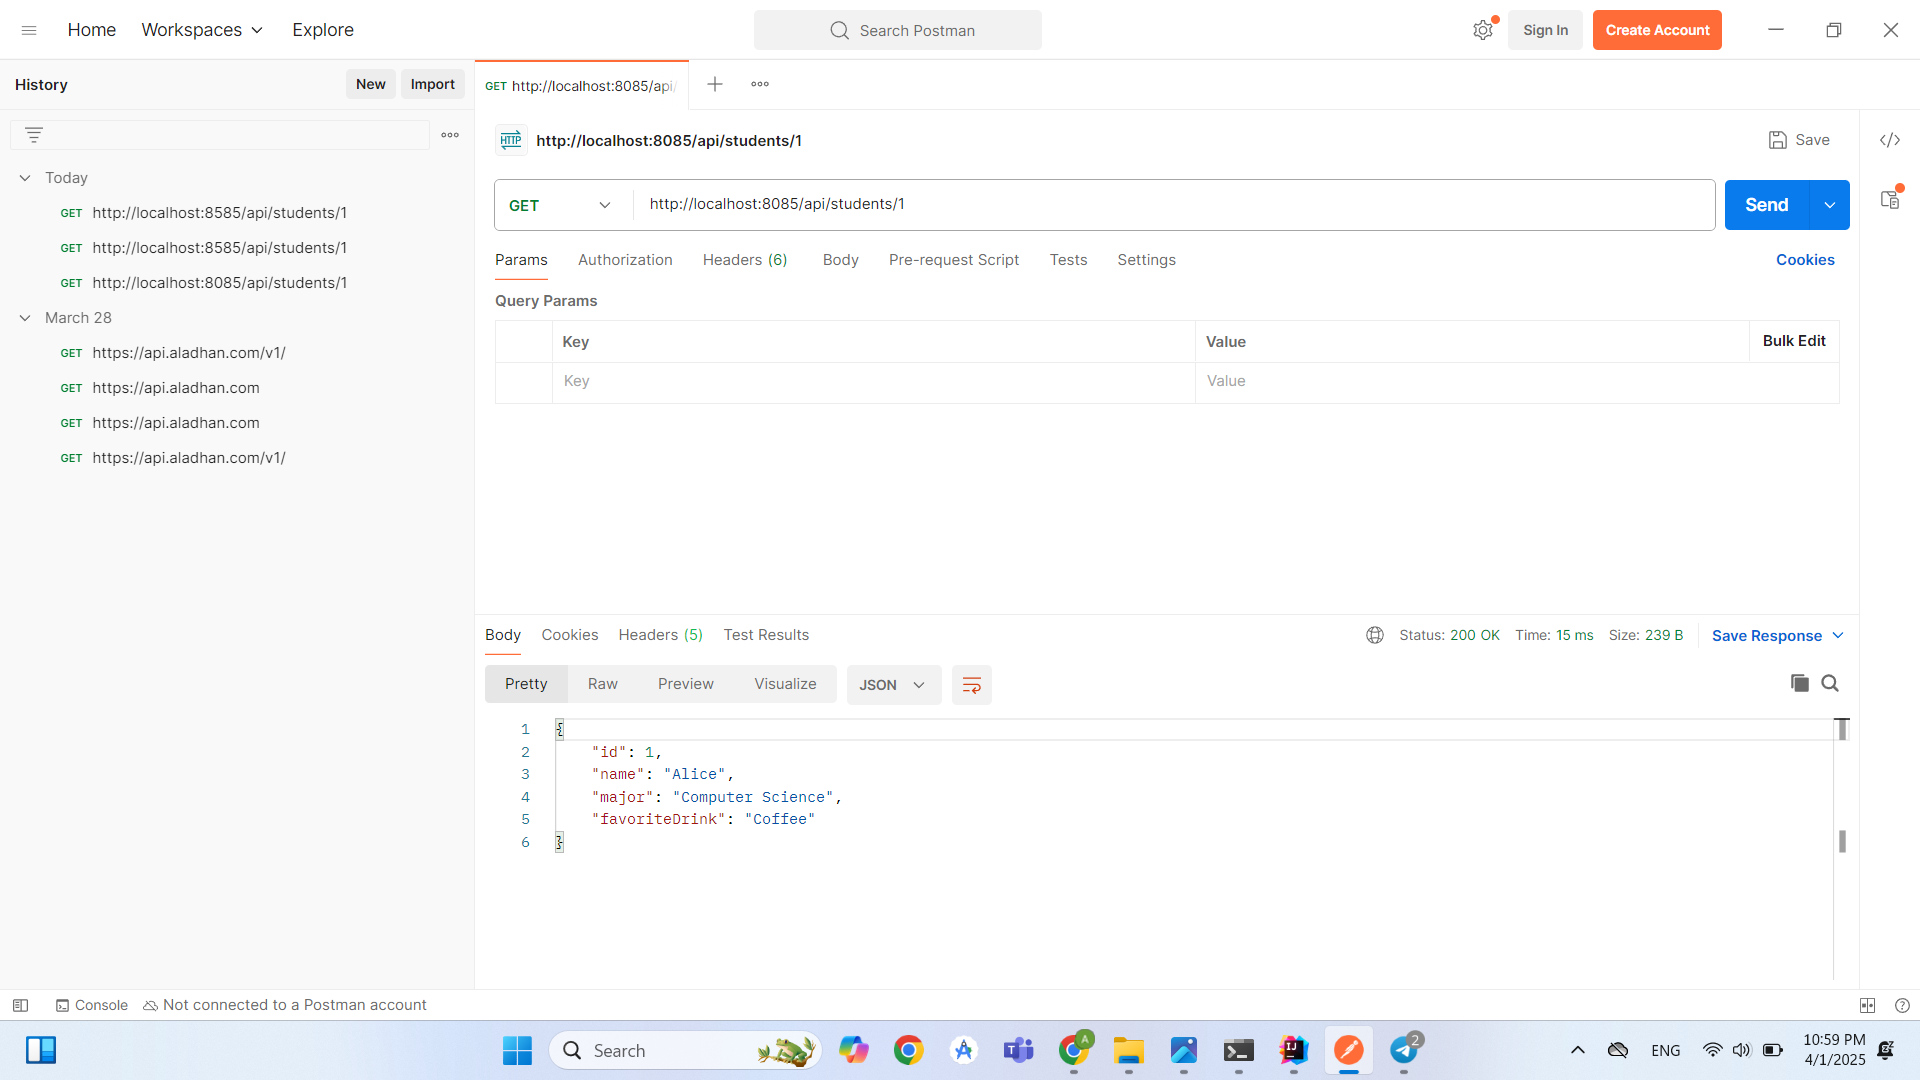 Home Workspaces Explore Search Postman Sign In Create Account
History New Import GET http://localhost:8085/api/
HTTP http://localhost:8085/api/students/1 Save
Today
GET http://localhost:8585/api/students/1
GET http://localhost:8585/api/students/1
GET http://localhost:8085/api/students/1
March 28
GET https://api.aladhan.com/v1/
GET https://api.aladhan.com
GET https://api.aladhan.com
GET https://api.aladhan.com/v1/
GET http://localhost:8085/api/students/1 Send
Params Authorization Headers (6) Body Pre-request Script Tests Settings Cookies
Query Params
Key Value Bulk Edit
Key Value
Body Cookies Headers (5) Test Results Status: 200 OK Time: 15 ms Size: 239 B Save Response
Pretty Raw Preview Visualize JSON
1 {
2 "id": 1,
3 "name": "Alice",
4 "major": "Computer Science",
5 "favoriteDrink": "Coffee"
6 }
Console Not connected to a Postman account
Search A IJ 2 ENG 10:59 PM
4/1/2025